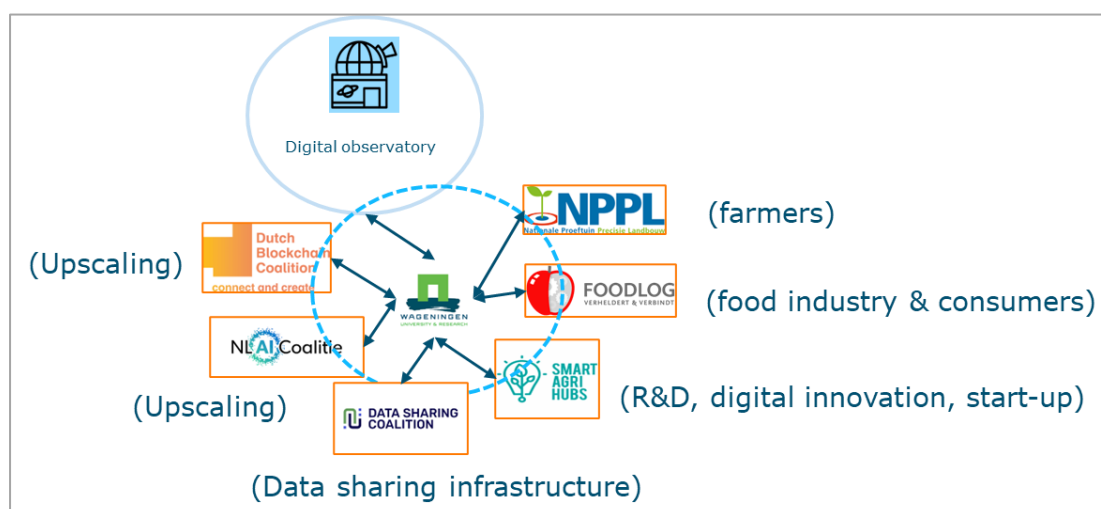 Digital observatory
NPPL
Nationale Proeftuin Precisie Landbouw
(farmers)
Dutch
Blockchain
Coalition
connect and create
(Upscaling)
WAGENINGEN
UNIVERSITY & RESEARCH
FOODLOG
VERHELDERT & VERBINDT
(food industry & consumers)
NL AI Coalitie
(Upscaling)
SMART
AGRI
HUBS
(R&D, digital innovation, start-up)
DATA SHARING
COALITION
(Data sharing infrastructure)